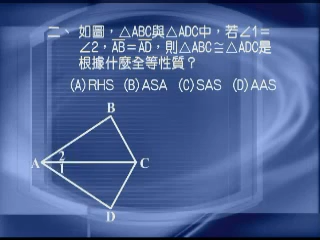 二、如圖，△ABC與△ADC中，若∠1＝
∠2，AB＝AD，則△ABC≅△ADC是
根據什麼全等性質？
(A)RHS (B)ASA (C)SAS (D)AAS
B
A 2 C
1
D